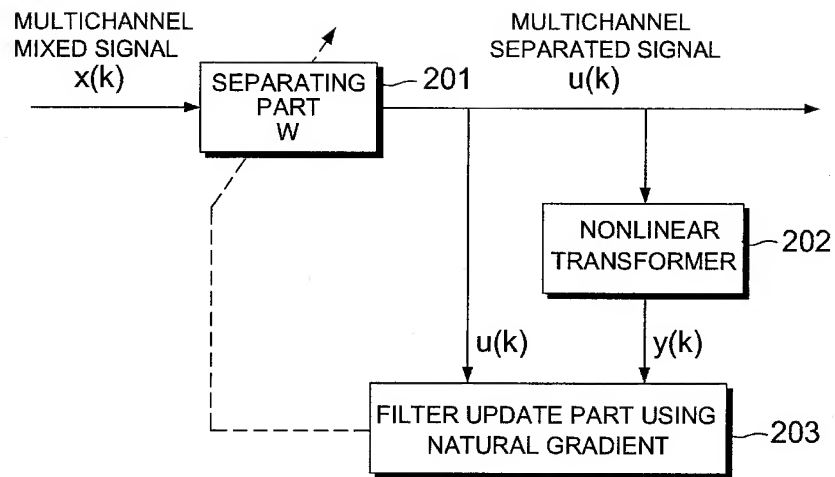 MULTICHANNEL
MIXED SIGNAL
x(k)
SEPARATING
PART
W
201
MULTICHANNEL
SEPARATED SIGNAL
u(k)
NONLINEAR
TRANSFORMER
202
u(k)
y(k)
FILTER UPDATE PART USING
NATURAL GRADIENT
203